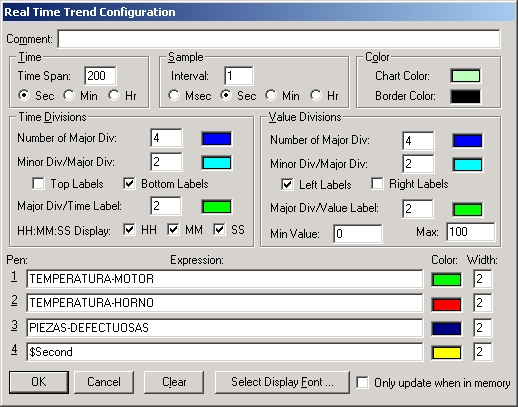 Real Time Trend Configuration
Comment:
Time
Sample
Color
Time Span: 200
Interval: 1
Chart Color:
Sec Min Hr
Msec Sec Min Hr
Border Color:
Time Divisions
Value Divisions
Number of Major Div: 4
Number of Major Div: 4
Minor Div/Major Div: 2
Minor Div/Major Div: 2
Top Labels Bottom Labels
Left Labels Right Labels
Major Div/Time Label: 2
Major Div/Value Label: 2
HH:MM:SS Display: HH MM SS
Min Value: 0 Max: 100
Pen: Expression: Color: Width:
1 TEMPERATURA-MOTOR 2
2 TEMPERATURA-HORNO 2
3 PIEZAS-DEFECTUOSAS 2
4 $Second 2
OK Cancel Clear Select Display Font ... Only update when in memory